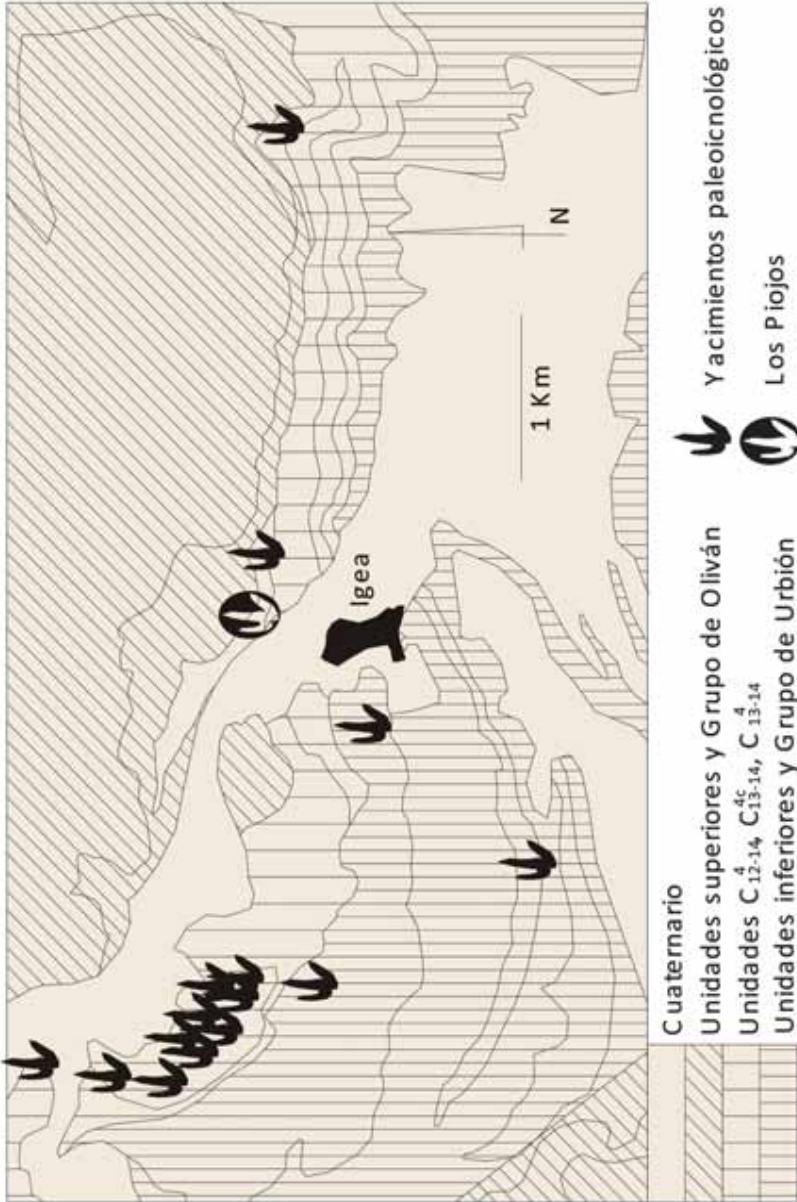 Igea
1 Km
N
Cuaternario
Unidades superiores y Grupo de Oliván
Unidades C⁴₁₂₋₁₄, C⁴ᶜ₁₃₋₁₄, C⁴₁₃₋₁₄
Unidades inferiores y Grupo de Urbión
Yacimientos paleoicnológicos
Los Piojos